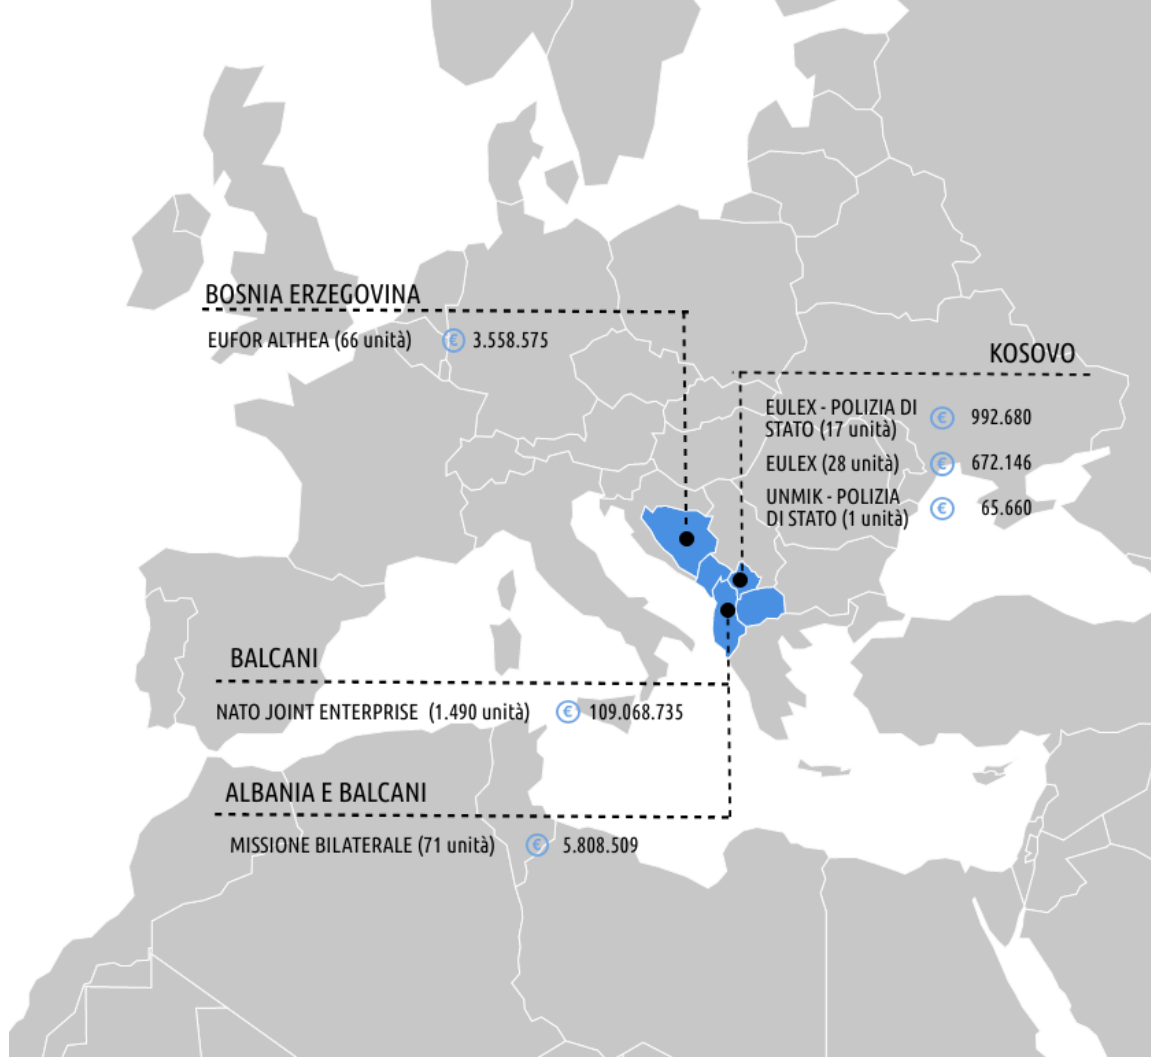 BOSNIA ERZEGOVINA
EUFOR ALTHEA (66 unità) € 3.558.575
KOSOVO
EULEX - POLIZIA DI
STATO (17 unità) € 992.680
EULEX (28 unità) € 672.146
UNMIK - POLIZIA
DI STATO (1 unità) € 65.660
BALCANI
NATO JOINT ENTERPRISE (1.490 unità) € 109.068.735
ALBANIA E BALCANI
MISSIONE BILATERALE (71 unità) € 5.808.509